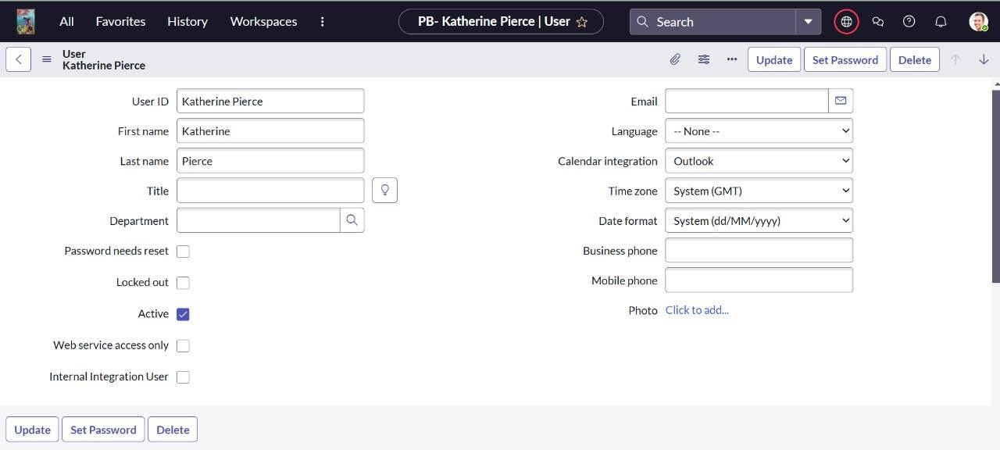 All Favorites History Workspaces PB- Katherine Pierce | User Search
User
Katherine Pierce
Update Set Password Delete
User ID Katherine Pierce
First name Katherine
Last name Pierce
Title
Department
Password needs reset
Locked out
Active
Web service access only
Internal Integration User
Email
Language -- None --
Calendar integration Outlook
Time zone System (GMT)
Date format System (dd/MM/yyyy)
Business phone
Mobile phone
Photo Click to add...
Update Set Password Delete